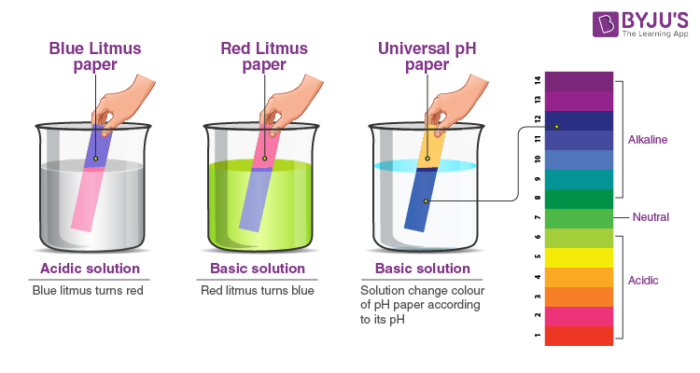 BYJU'S
The Learning App
Blue Litmus
paper
Red Litmus
paper
Universal pH
paper
Acidic solution
Blue litmus turns red
Basic solution
Red litmus turns blue
Basic solution
Solution change colour
of pH paper according
to its pH
14
13
12
11
10
9
8
7
6
5
4
3
2
1
Alkaline
Neutral
Acidic